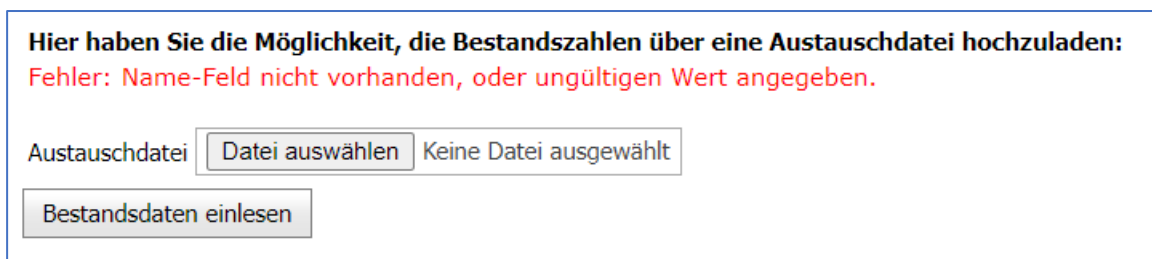 Hier haben Sie die Möglichkeit, die Bestandszahlen über eine Austauschdatei hochzuladen:
Fehler: Name-Feld nicht vorhanden, oder ungültigen Wert angegeben.
Austauschdatei Datei auswählen Keine Datei ausgewählt
Bestandsdaten einlesen